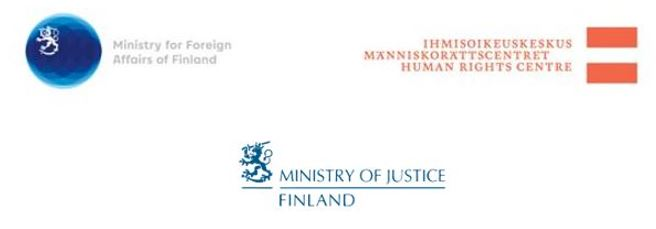 Ministry for Foreign
Affairs of Finland
IHMISOIKEUSKESKUS
MÄNNISKORÄTTSCENTRET
HUMAN RIGHTS CENTRE
MINISTRY OF JUSTICE
FINLAND